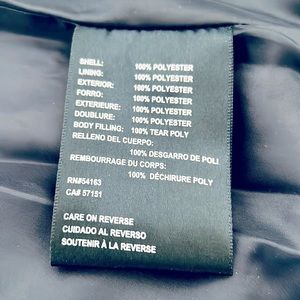 SHELL: 100% POLYESTER
LINING: 100% POLYESTER
EXTERIOR: 100% POLYESTER
FORRO: 100% POLYESTER
EXTERIEURE: 100% POLYESTER
DOUBLURE: 100% POLYESTER
BODY FILLING: 100% TEAR POLY
RELLENO DEL CUERPO:
100% DESGARRO DE POLI
REMBOURRAGE DU CORPS:
100% DÉCHIRURE POLY
RN#54163
CA# 57151
CARE ON REVERSE
CUIDADO AL REVERSO
SOUTENIR À LA REVERSE